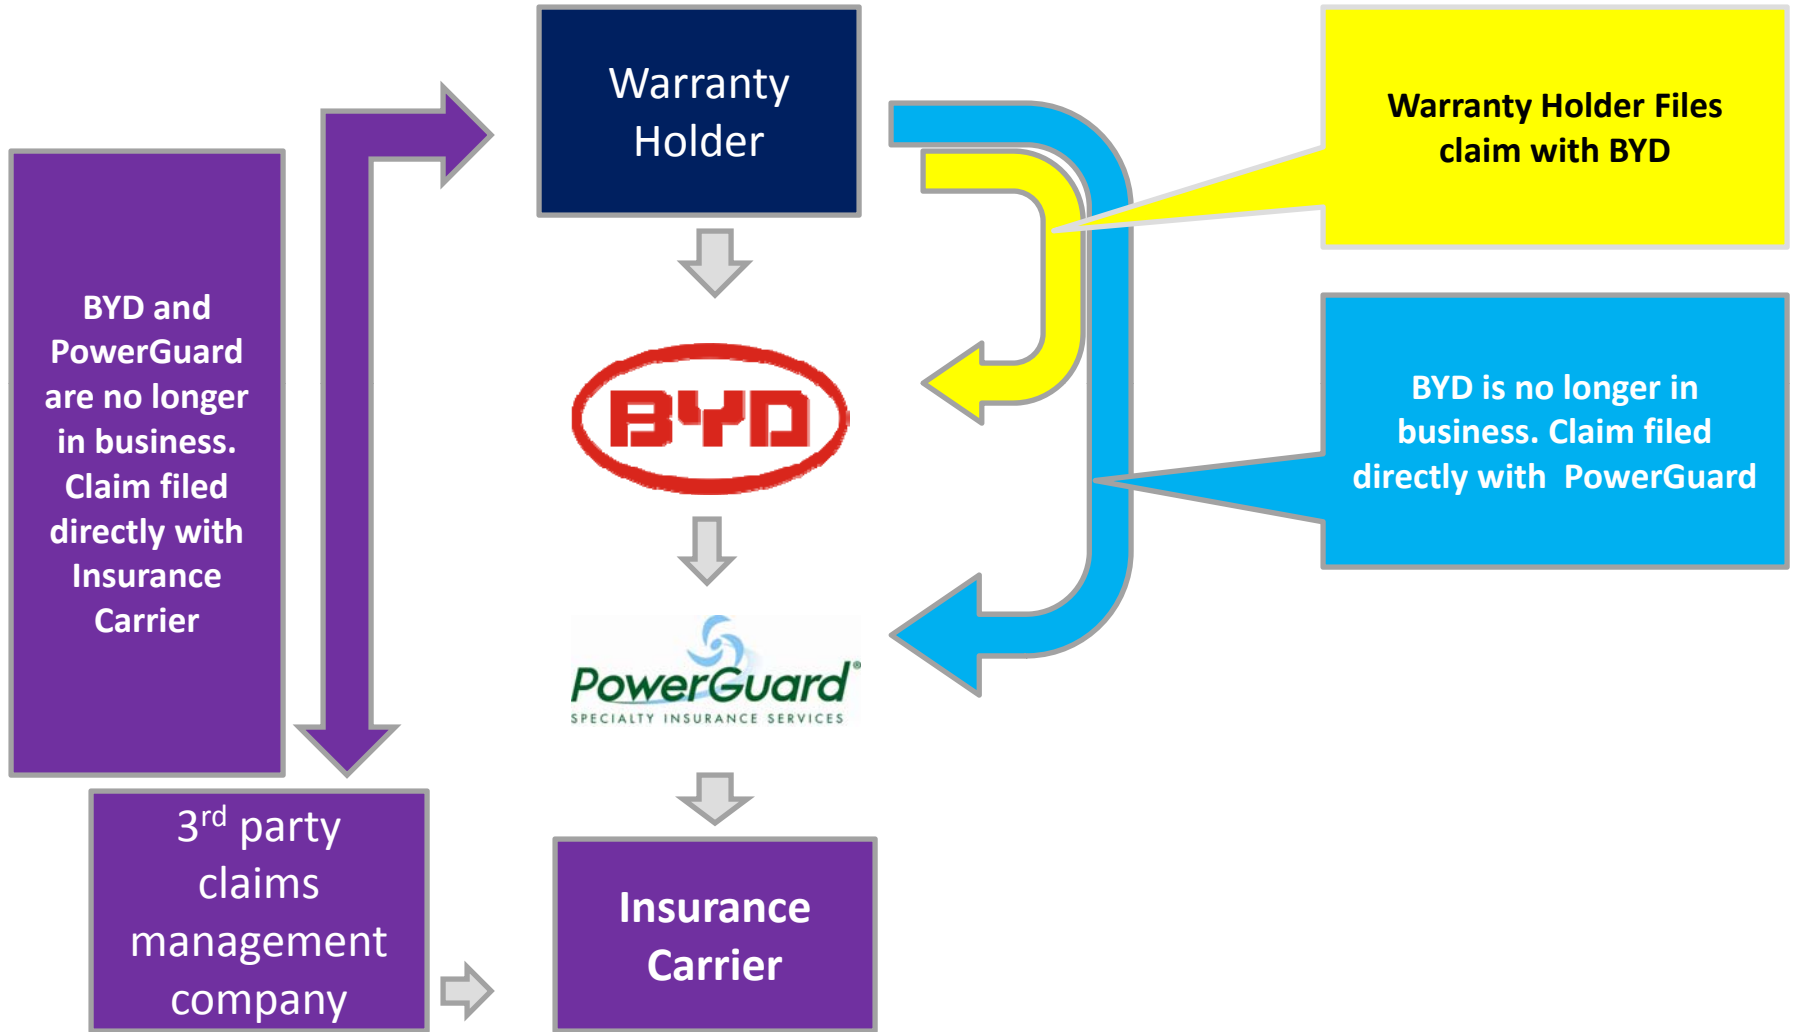 Warranty
Holder
Warranty Holder Files
claim with BYD
BYD and
PowerGuard
are no longer
in business.
Claim filed
directly with
Insurance
Carrier
BYD
BYD is no longer in
business. Claim filed
directly with PowerGuard
PowerGuard®
SPECIALTY INSURANCE SERVICES
3rd party
claims
management
company
Insurance
Carrier